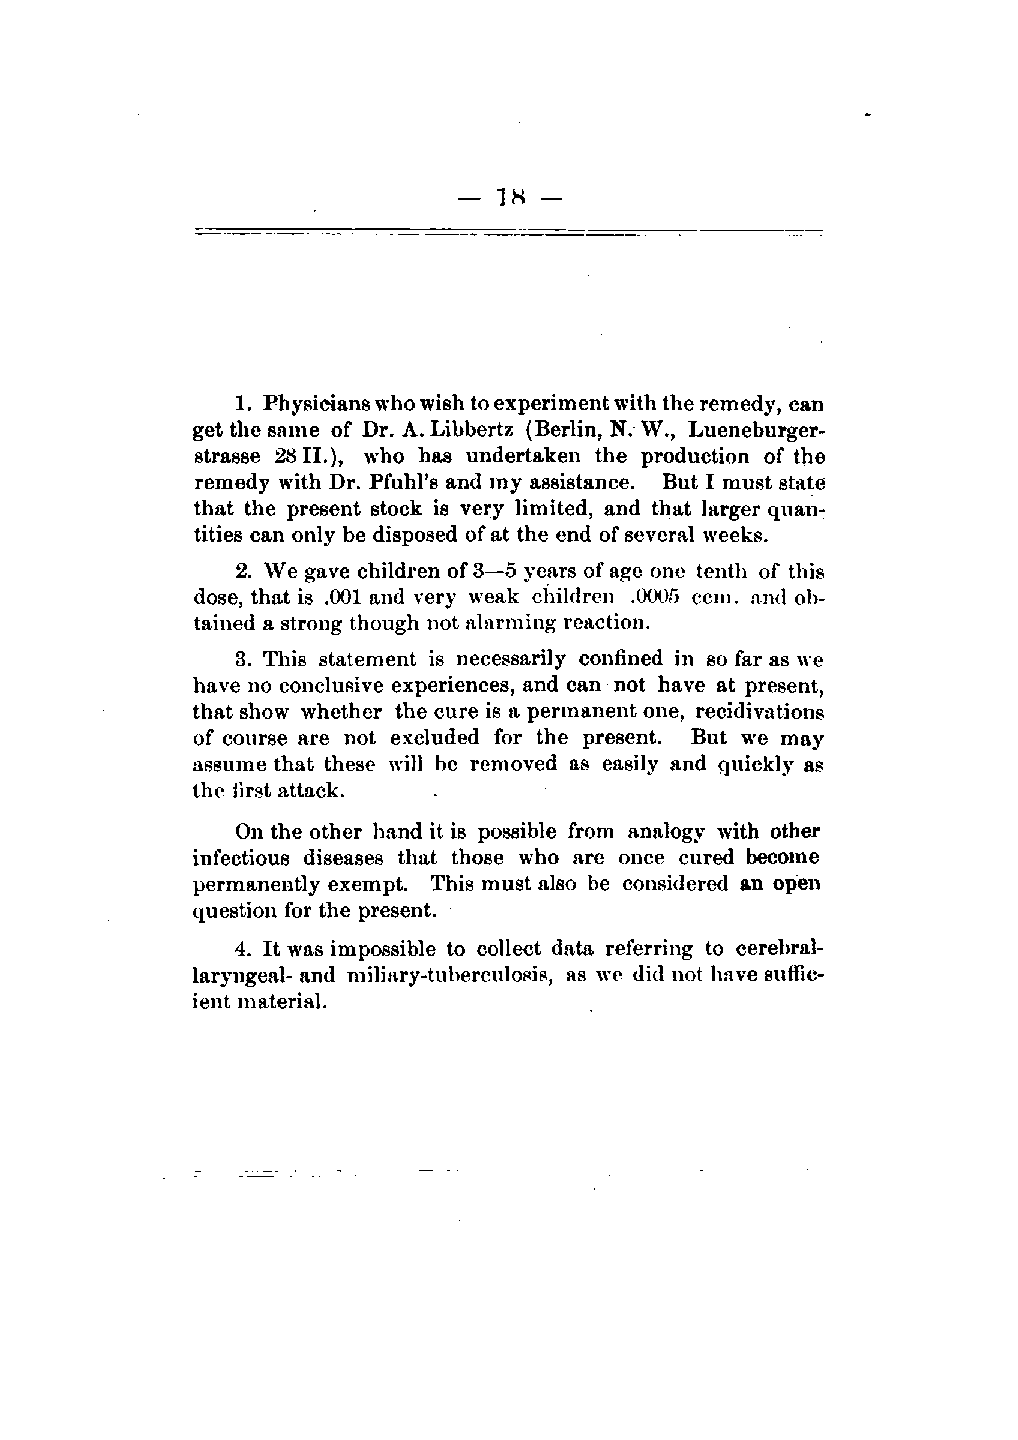 — 18 —
1. Physicians who wish to experiment with the remedy, can
get the same of Dr. A. Libbertz (Berlin, N. W., Lueneburger-
strasse 28 II.), who has undertaken the production of the
remedy with Dr. Pfuhl's and my assistance. But I must state
that the present stock is very limited, and that larger quan-
tities can only be disposed of at the end of several weeks.
2. We gave children of 3—5 years of age one tenth of this
dose, that is .001 and very weak children .0005 ccm. and ob-
tained a strong though not alarming reaction.
3. This statement is necessarily confined in so far as we
have no conclusive experiences, and can not have at present,
that show whether the cure is a permanent one, recidivations
of course are not excluded for the present. But we may
assume that these will be removed as easily and quickly as
the first attack.
On the other hand it is possible from analogy with other
infectious diseases that those who are once cured become
permanently exempt. This must also be considered an open
question for the present.
4. It was impossible to collect data referring to cerebral-
laryngeal- and miliary-tuberculosis, as we did not have suffic-
ient material.